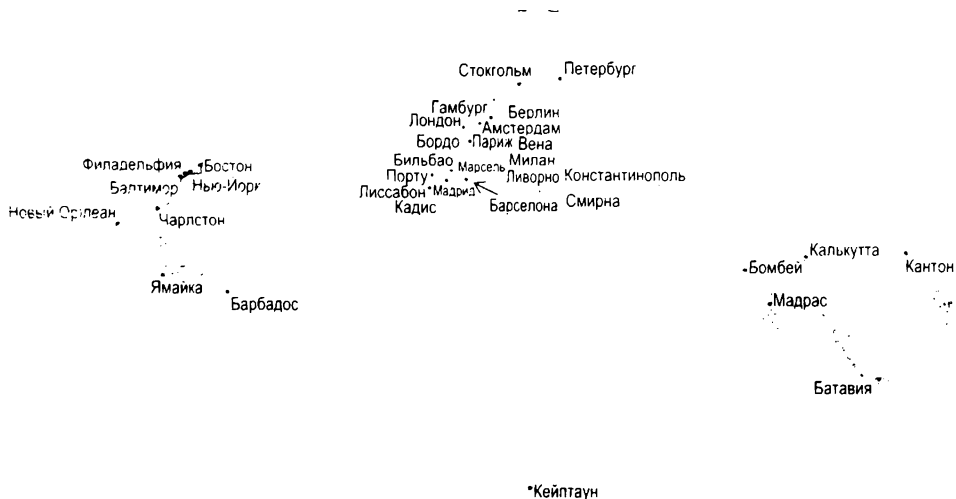 Стокгольм
Петербург
Гамбург
Берлин
Лондон
Амстердам
Бордо
Париж
Вена
Бильбао
Марсель
Милан
Филадельфия
Бостон
Порту
Ливорно
Константинополь
Балтимор
Нью-Йорк
Лиссабон
Мадрид
Барселона
Смирна
Кадис
Новый Орлеан
Чарлстон
Калькутта
Бомбей
Кантон
Ямайка
Барбадос
Мадрас
Батавия
Кейптаун